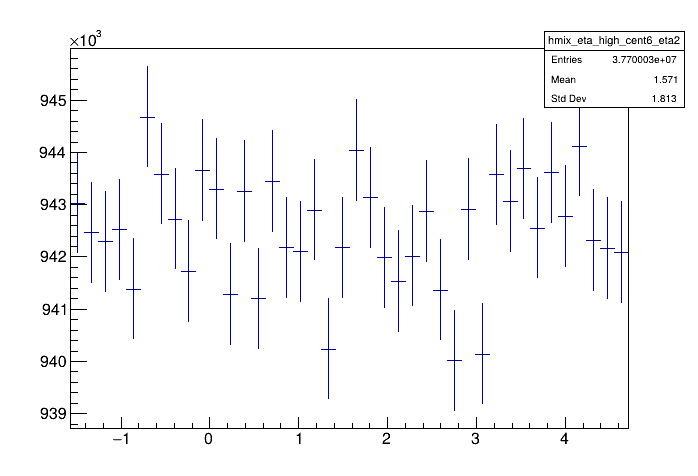 ×10³
hmix_eta_high_cent6_eta2
Entries 3.770003e+07
Mean 1.571
Std Dev 1.813
945
944
943
942
941
940
939
−1 0 1 2 3 4